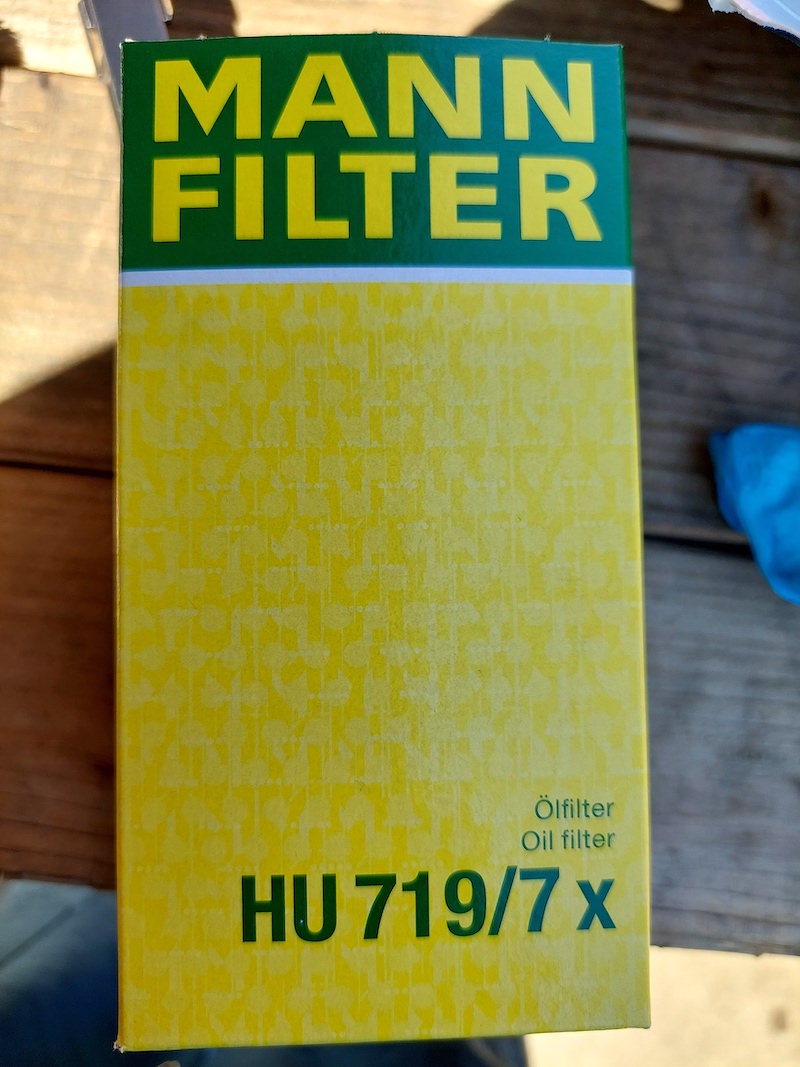 MANN
FILTER
Ölfilter
Oil filter
HU 719/7 x